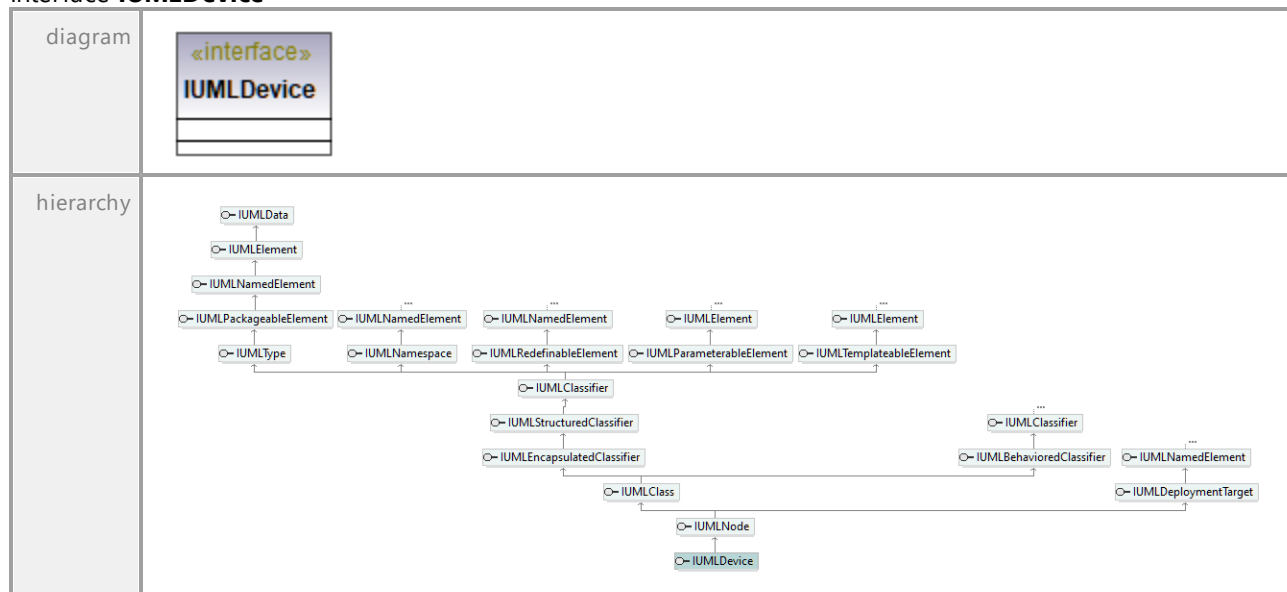 interface IUMLDevice
diagram
«interface»
IUMLDevice
hierarchy
IUMLData
IUMLElement
IUMLNamedElement
... ... ... ...
IUMLPackageableElement IUMLNamedElement IUMLNamedElement IUMLElement IUMLElement
IUMLType IUMLNamespace IUMLRedefinableElement IUMLParameterableElement IUMLTemplateableElement
IUMLClassifier
...
IUMLStructuredClassifier IUMLClassifier
...
IUMLEncapsulatedClassifier IUMLBehavioredClassifier IUMLNamedElement
IUMLClass IUMLDeploymentTarget
IUMLNode
IUMLDevice